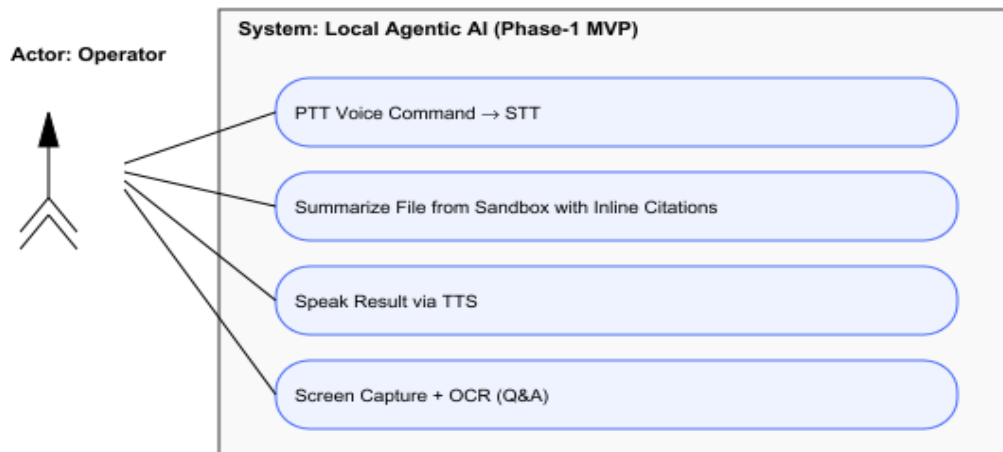 System: Local Agentic AI (Phase-1 MVP)
Actor: Operator
PTT Voice Command → STT
Summarize File from Sandbox with Inline Citations
Speak Result via TTS
Screen Capture + OCR (Q&A)